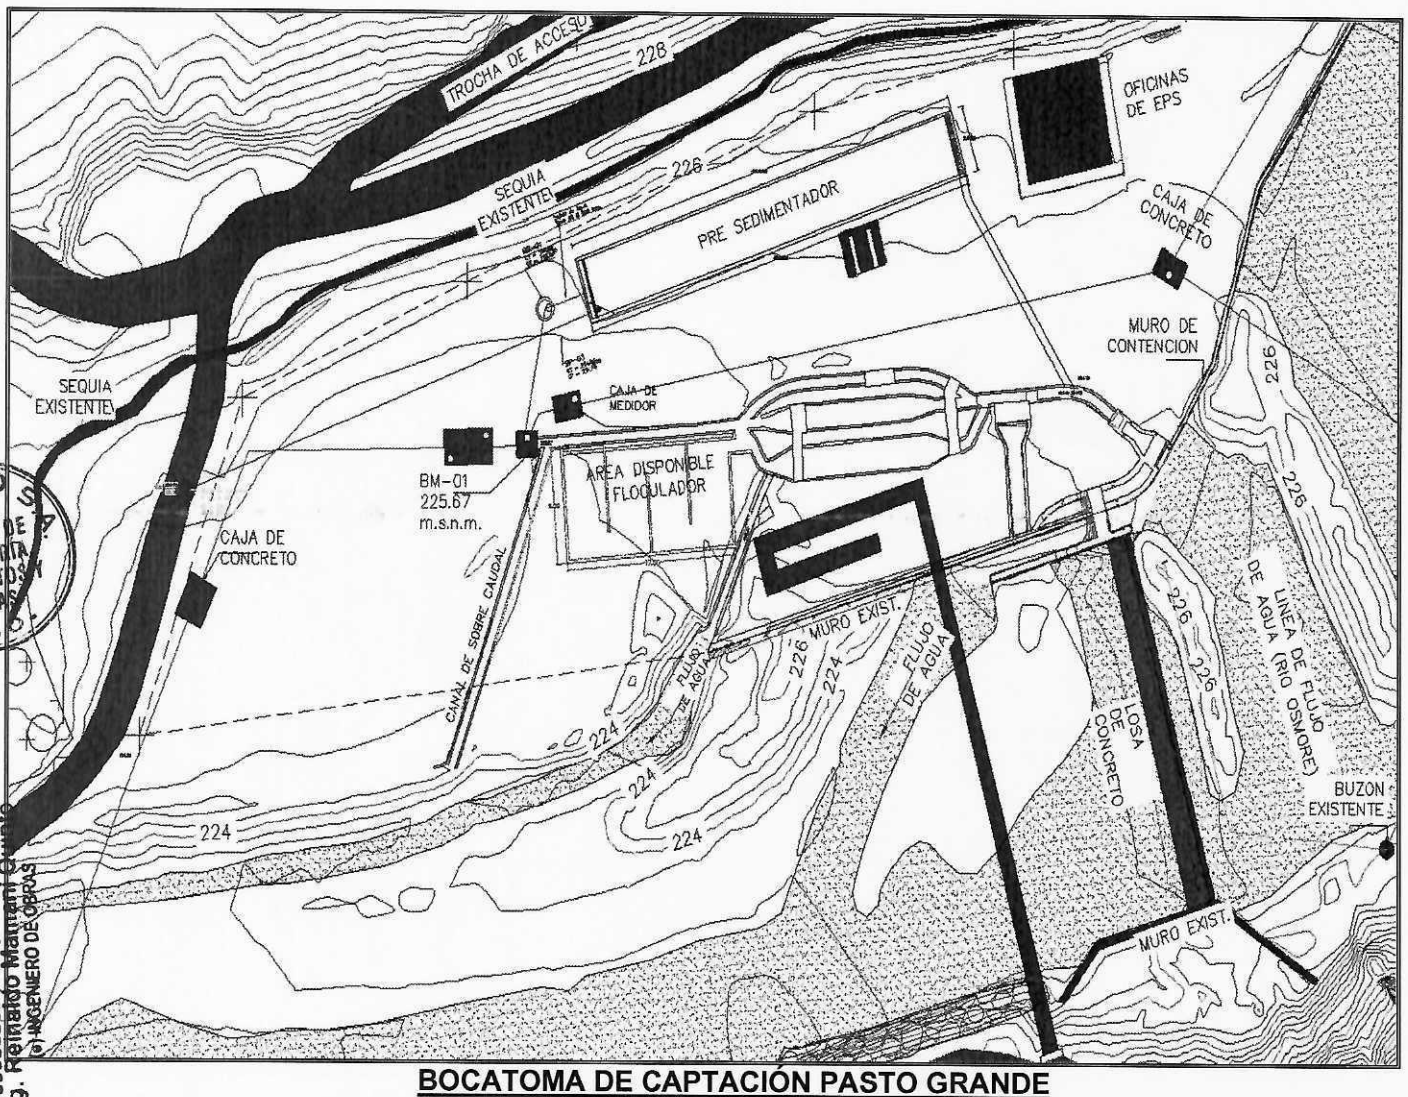 TROCHA DE ACCESO
228
OFICINAS
DE EPS
SEQUIA
EXISTENTE
226
PRE SEDIMENTADOR
CAJA DE
CONCRETO
MURO DE
CONTENCION
226
SEQUIA
EXISTENTE
CAJA DE
MEDIDOR
AREA DISPONIBLE
FLOCULADOR
BM-01
225.67
m.s.n.m.
226
CAJA DE
CONCRETO
CANAL DE SOBRE CAUDAL
MURO EXIST.
FLUJO
DE AGUA
FLUJO
DE AGUA
226
224
226
226
LINEA DE FLUJO
DE AGUA (RIO OSMORE)
LOSA
DE
CONCRETO
224
224
224
224
BUZON
EXISTENTE
MURO EXIST.
INGENIERO DE OBRAS
BOCATOMA DE CAPTACIÓN PASTO GRANDE